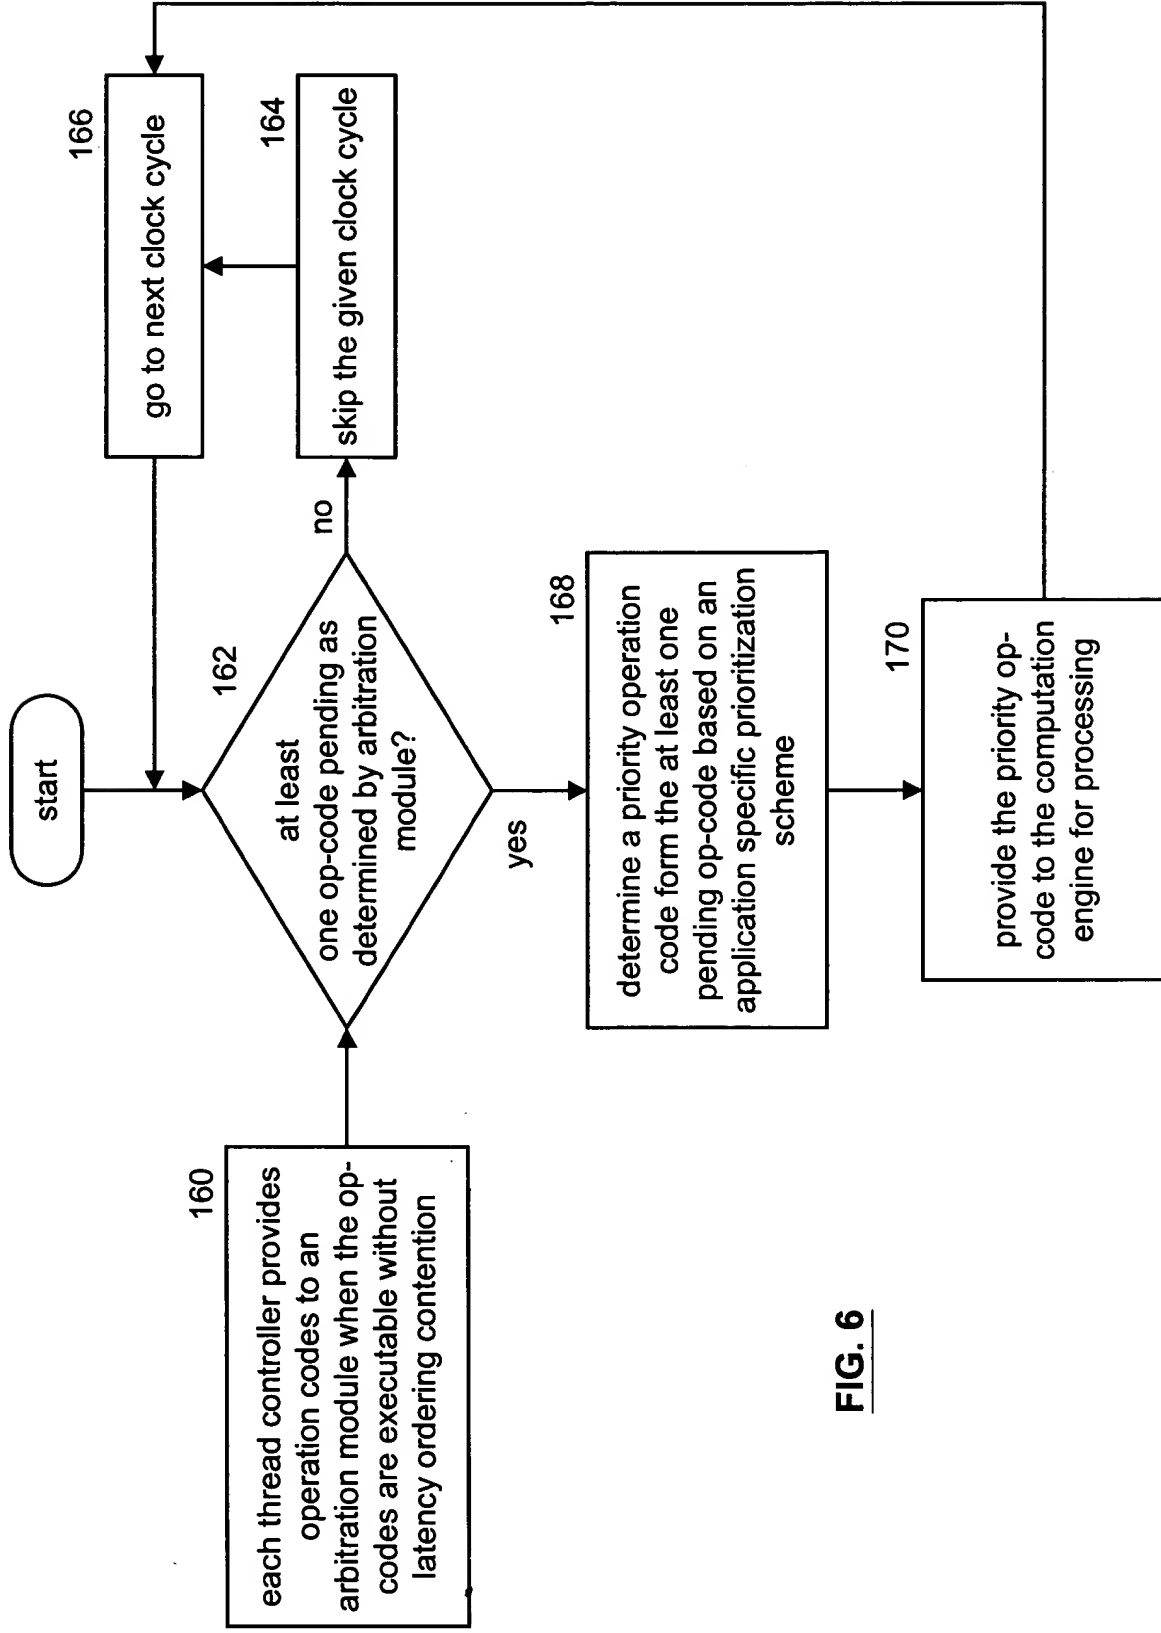 start
166
go to next clock cycle
164
skip the given clock cycle
no
162
at least
one op-code pending as
determined by arbitration
module?
160
each thread controller provides
operation codes to an
arbitration module when the op-
codes are executable without
latency ordering contention
yes
168
determine a priority operation
code form the at least one
pending op-code based on an
application specific prioritization
scheme
170
provide the priority op-
code to the computation
engine for processing
FIG. 6